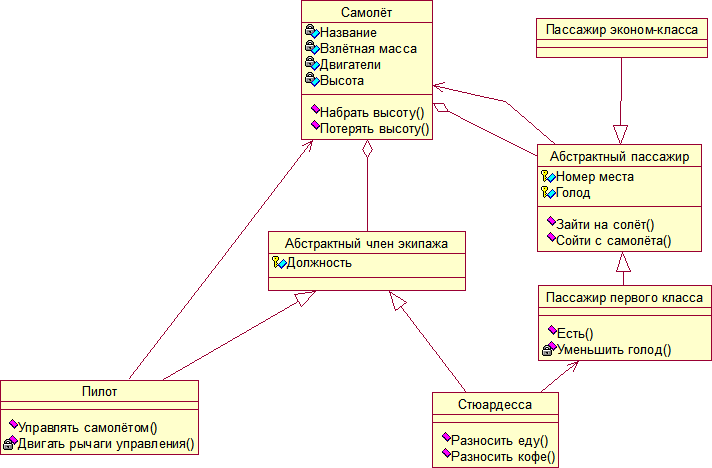 Самолёт
Название
Взлётная масса
Двигатели
Высота
Набрать высоту()
Потерять высоту()
Пассажир эконом-класса
Абстрактный пассажир
Номер места
Голод
Зайти на солёт()
Сойти с самолёта()
Абстрактный член экипажа
Должность
Пассажир первого класса
Есть()
Уменьшить голод()
Пилот
Управлять самолётом()
Двигать рычаги управления()
Стюардесса
Разносить еду()
Разносить кофе()